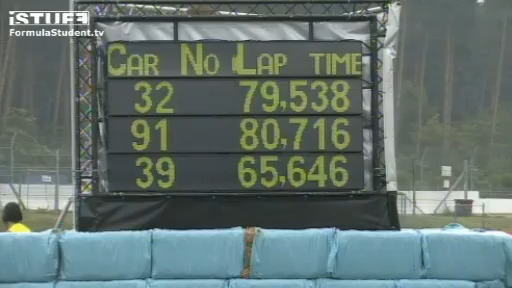 iSTUFF
FormulaStudent.tv
Car No Lap time
32 79,538
91 80,716
39 65,646